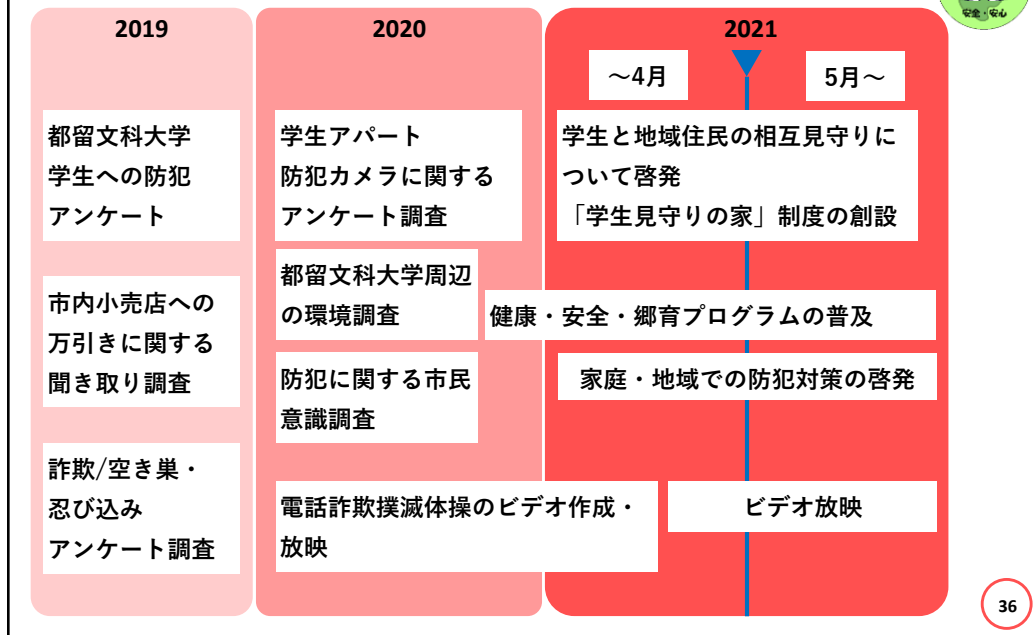 安全・安心
2019
2020
2021
～4月
5月～
都留文科大学
学生への防犯
アンケート
市内小売店への
万引きに関する
聞き取り調査
詐欺/空き巣・
忍び込み
アンケート調査
学生アパート
防犯カメラに関する
アンケート調査
都留文科大学周辺
の環境調査
防犯に関する市民
意識調査
電話詐欺撲滅体操のビデオ作成・
放映
学生と地域住民の相互見守りに
ついて啓発
「学生見守りの家」制度の創設
健康・安全・郷育プログラムの普及
家庭・地域での防犯対策の啓発
ビデオ放映
36